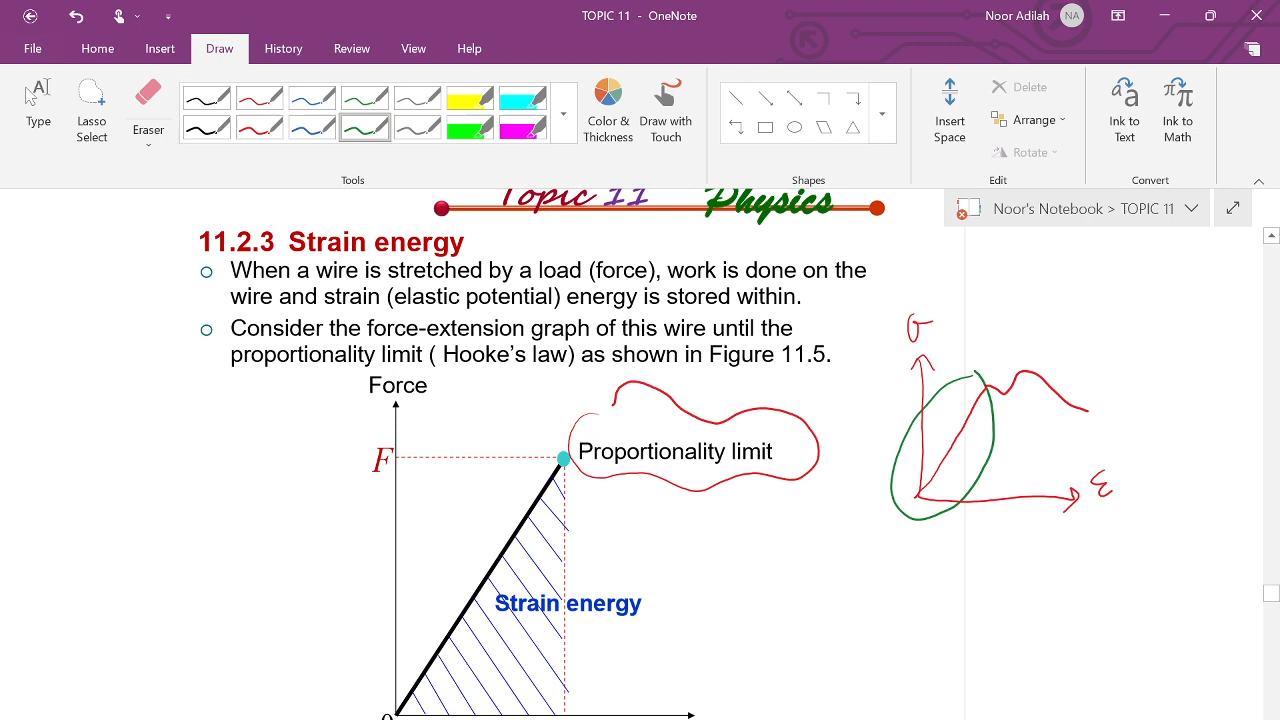 TOPIC 11 - OneNote
Noor Adilah
NA
File
Home
Insert
Draw
History
Review
View
Help
Type
Lasso
Select
Eraser
Color &
Thickness
Draw with
Touch
Insert
Space
Delete
Arrange
Rotate
Ink to
Text
Ink to
Math
Tools
Shapes
Edit
Convert
Topic 11
Physics
Noor's Notebook > TOPIC 11
11.2.3 Strain energy
When a wire is stretched by a load (force), work is done on the
wire and strain (elastic potential) energy is stored within.
Consider the force-extension graph of this wire until the
proportionality limit ( Hooke's law) as shown in Figure 11.5.
Force
F
Proportionality limit
Strain energy
0
σ
ε